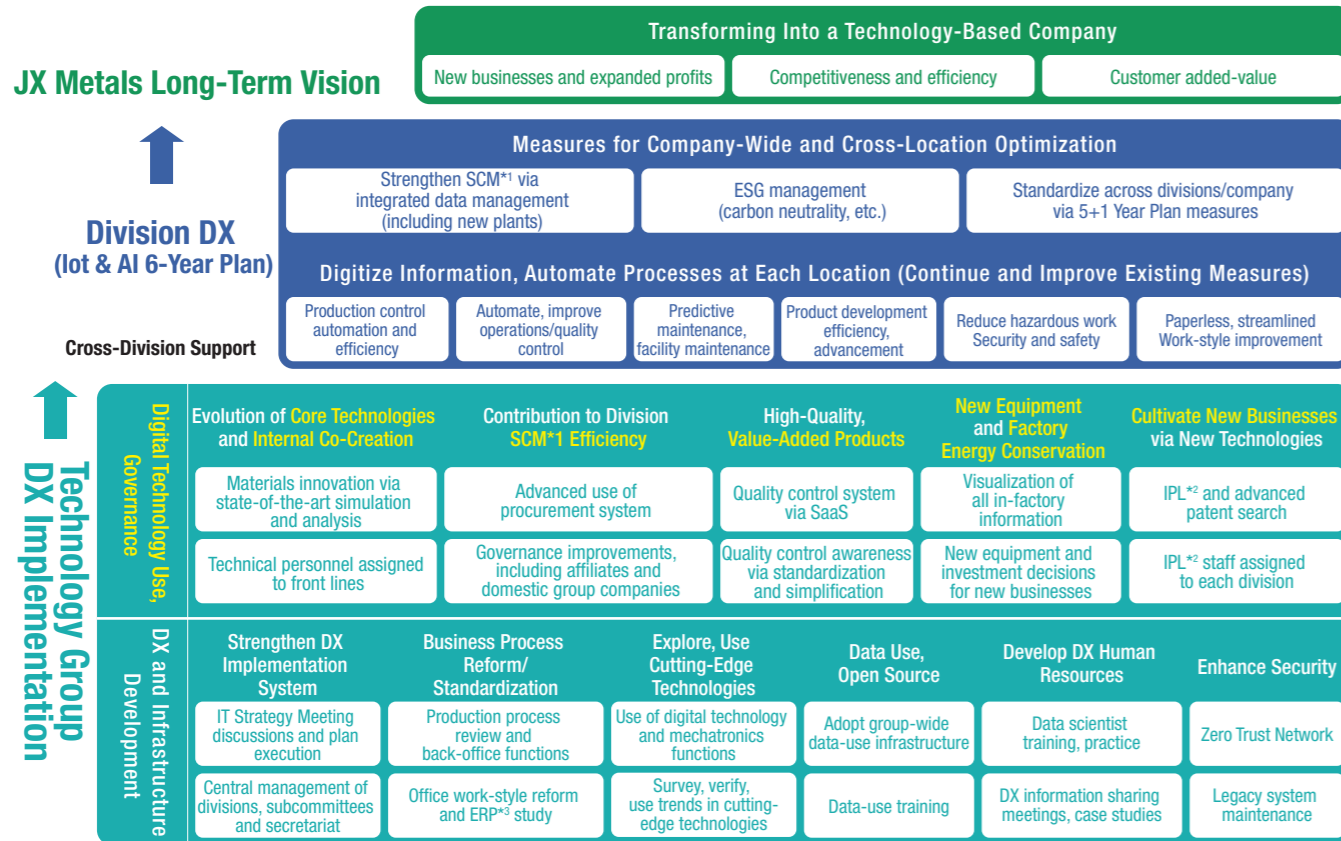 Transforming Into a Technology-Based Company
JX Metals Long-Term Vision
New businesses and expanded profits
Competitiveness and efficiency
Customer added-value
Measures for Company-Wide and Cross-Location Optimization
Strengthen SCM*1 via
integrated data management
(including new plants)
ESG management
(carbon neutrality, etc.)
Standardize across divisions/company
via 5+1 Year Plan measures
Division DX
(Iot & AI 6-Year Plan)
Digitize Information, Automate Processes at Each Location (Continue and Improve Existing Measures)
Production control
automation and
efficiency
Automate, improve
operations/quality
control
Predictive
maintenance,
facility maintenance
Product development
efficiency,
advancement
Reduce hazardous work
Security and safety
Paperless, streamlined
Work-style improvement
Cross-Division Support
Technology Group
DX Implementation
Digital Technology Use,
Governance
Evolution of Core Technologies
and Internal Co-Creation
Contribution to Division
SCM*1 Efficiency
High-Quality,
Value-Added Products
New Equipment
and Factory
Energy Conservation
Cultivate New Businesses
via New Technologies
Materials innovation via
state-of-the-art simulation
and analysis
Advanced use of
procurement system
Quality control system
via SaaS
Visualization of
all in-factory
information
IPL*2 and advanced
patent search
Technical personnel assigned
to front lines
Governance improvements,
including affiliates and
domestic group companies
Quality control awareness
via standardization
and simplification
New equipment and
investment decisions
for new businesses
IPL*2 staff assigned
to each division
DX and Infrastructure
Development
Strengthen DX
Implementation
System
Business Process
Reform/
Standardization
Explore, Use
Cutting-Edge
Technologies
Data Use,
Open Source
Develop DX Human
Resources
Enhance Security
IT Strategy Meeting
discussions and plan
execution
Production process
review and
back-office functions
Use of digital technology
and mechatronics
functions
Adopt group-wide
data-use infrastructure
Data scientist
training, practice
Zero Trust Network
Central management of
divisions, subcommittees
and secretariat
Office work-style reform
and ERP*3 study
Survey, verify,
use trends in cutting-
edge technologies
Data-use training
DX information sharing
meetings, case studies
Legacy system
maintenance